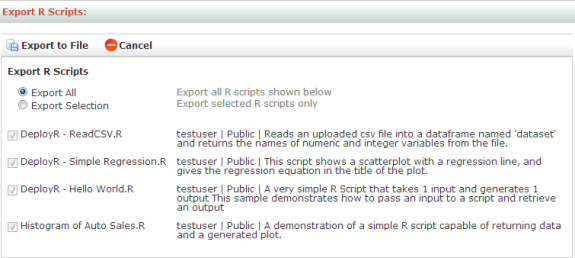 Export R Scripts:
Export to File Cancel
Export R Scripts
Export All Export all R scripts shown below
Export Selection Export selected R scripts only
DeployR - ReadCSV.R testuser | Public | Reads an uploaded csv file into a dataframe named 'dataset'
and returns the names of numeric and integer variables from the file.
DeployR - Simple Regression.R testuser | Public | This script shows a scatterplot with a regression line, and
gives the regression equation in the title of the plot.
DeployR - Hello World.R testuser | Public | A very simple R Script that takes 1 input and generates 1
output This sample demonstrates how to pass an input to a script and retrieve
an output
Histogram of Auto Sales.R testuser | Public | A demonstration of a simple R script capable of returning data
and a generated plot.